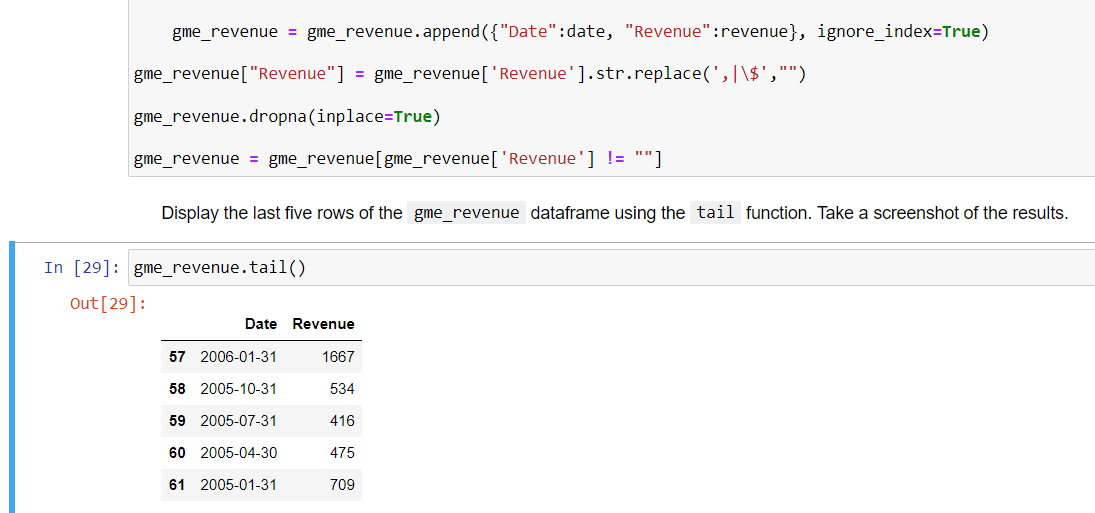 gme_revenue = gme_revenue.append({"Date":date, "Revenue":revenue}, ignore_index=True)
gme_revenue["Revenue"] = gme_revenue['Revenue'].str.replace(',|\$',"")
gme_revenue.dropna(inplace=True)
gme_revenue = gme_revenue[gme_revenue['Revenue'] != ""]
Display the last five rows of the gme_revenue dataframe using the tail function. Take a screenshot of the results.
In [29]: gme_revenue.tail()
Out[29]:
Date Revenue
57 2006-01-31 1667
58 2005-10-31 534
59 2005-07-31 416
60 2005-04-30 475
61 2005-01-31 709